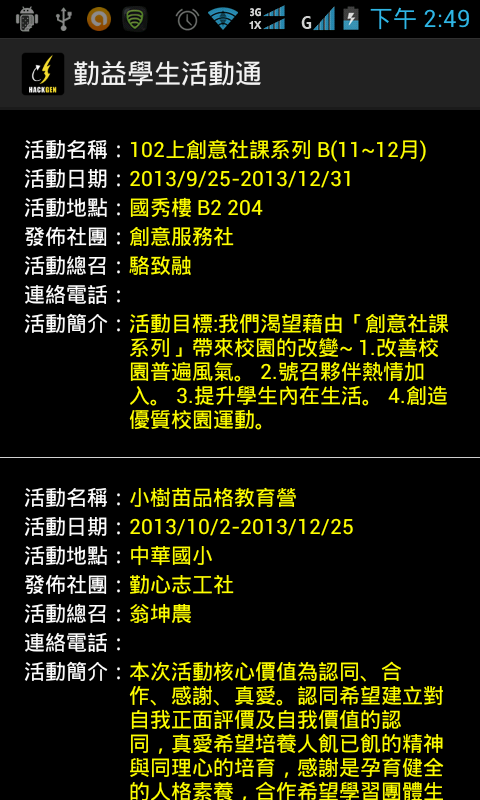 3G
1X
G
下午 2:49
HACKGEN
勤益學生活動通
活動名稱：102上創意社課系列 B(11~12月)
活動日期：2013/9/25-2013/12/31
活動地點：國秀樓 B2 204
發佈社團：創意服務社
活動總召：駱致融
連絡電話：
活動簡介：活動目標:我們渴望藉由「創意社課
系列」帶來校園的改變~ 1.改善校
園普遍風氣。 2.號召夥伴熱情加
入。 3.提升學生內在生活。 4.創造
優質校園運動。
活動名稱：小樹苗品格教育營
活動日期：2013/10/2-2013/12/25
活動地點：中華國小
發佈社團：勤心志工社
活動總召：翁坤農
連絡電話：
活動簡介：本次活動核心價值為認同、合
作、感謝、真愛。認同希望建立對
自我正面評價及自我價值的認
同，真愛希望培養人飢已飢的精神
與同理心的培育，感謝是孕育健全
的人格素養，合作希望學習團體生